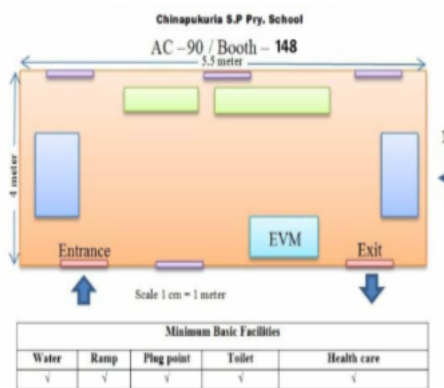 Chinapukuria S.P Pry. School
AC – 90 / Booth – 148
5.5 meter
4 meter
EVM
Entrance
Exit
Scale 1 cm = 1 meter
Minimum Basic Facilities
Water Ramp Plug point Toilet Health care
√ √ √ √ √